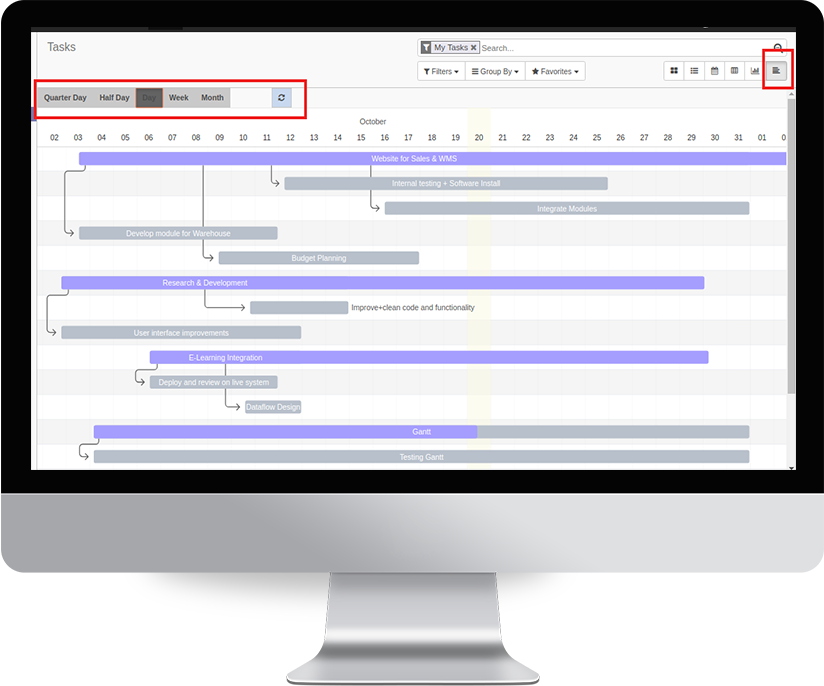 Tasks
My Tasks Search...
Filters Group By Favorites
Quarter Day Half Day Day Week Month
October
02 03 04 05 06 07 08 09 10 11 12 13 14 15 16 17 18 19 20 21 22 23 24 25 26 27 28 29 30 31 01 0
Website for Sales & WMS
Internal testing + Software Install
Integrate Modules
Develop module for Warehouse
Budget Planning
Research & Development
Improve+clean code and functionality
User interface improvements
E-Learning Integration
Deploy and review on live system
Dataflow Design
Gantt
Testing Gantt